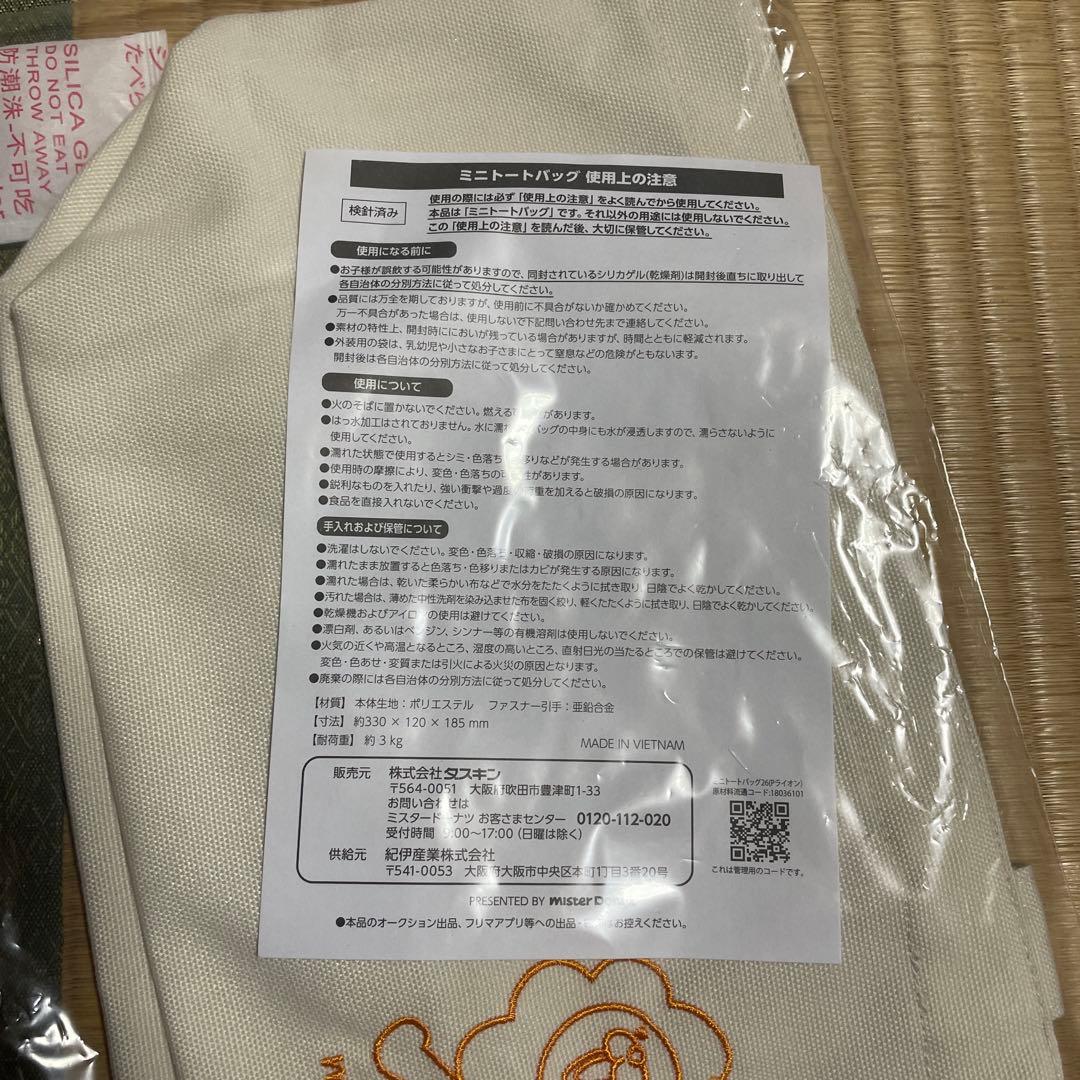 SILICA GE
DO NOT EAT
THROW AWAY
防潮洙-不可吃
たべら
ミニトートバッグ 使用上の注意
検針済み
使用の際には必ず「使用上の注意」をよく読んでから使用してください。
本品は「ミニトートバッグ」です。それ以外の用途には使用しないでください。
この「使用上の注意」を読んだ後、大切に保管してください。
使用になる前に
●お子様が誤飲する可能性がありますので、同封されているシリカゲル(乾燥剤)は開封後直ちに取り出して
各自治体の分別方法に従って処分してください。
●品質には万全を期しておりますが、使用前に不具合がないか確かめてください。
万一不具合があった場合は、使用しないで下記問い合わせ先まで連絡してください。
●素材の特性上、開封時ににおいが残っている場合がありますが、時間とともに軽減されます。
●外装用の袋は、乳幼児や小さなお子さまにとって窒息などの危険がともないます。
開封後は各自治体の分別方法に従って処分してください。
使用について
●火のそばに置かないでください。燃える があります。
●はっ水加工はされておりません。水に濡れ バッグの中身にも水が浸透しますので、濡らさないように
使用してください。
●濡れた状態で使用するとシミ・色落ち 移りなどが発生する場合があります。
●使用時の摩擦により、変色・色落ちの 性があります。
●鋭利なものを入れたり、強い衝撃や過度 重を加えると破損の原因になります。
●食品を直接入れないでください。
手入れおよび保管について
●洗濯はしないでください。変色・色落ち・収縮・破損の原因になります。
●濡れたまま放置すると色落ち・色移りまたはカビが発生する原因になります。
●濡れた場合は、乾いた柔らかい布などで水分をたたくように拭き取り、日陰でよく乾かしてください。
●汚れた場合は、薄めた中性洗剤を染み込ませた布を固く絞り、軽くたたくように拭き取り、日陰でよく乾かしてください。
●乾燥機およびアイロンの使用は避けてください。
●漂白剤、あるいはベンジン、シンナー等の有機溶剤は使用しないでください。
●火気の近くや高温となるところ、湿度の高いところ、直射日光の当たるところでの保管は避けてください。
変色・色あせ・変質または引火による火災の原因となります。
●廃棄の際には各自治体の分別方法に従って処分してください。
【材質】 本体生地：ポリエステル ファスナー引手：亜鉛合金
【寸法】 約330 × 120 × 185 mm
【耐荷重】 約 3 kg
MADE IN VIETNAM
販売元 株式会社ダスキン
〒564-0051 大阪府吹田市豊津町1-33
お問い合わせは
ミスタードーナツ お客さまセンター 0120-112-020
受付時間 9:00〜17:00 (日曜は除く)
供給元 紀伊産業株式会社
〒541-0053 大阪府大阪市中央区本町1丁目3番20号
ミニトートバッグ26(Pライオン)
原材料流通コード:18036101
これは管理用のコードです。
PRESENTED BY mister Donut
●本品のオークション出品、フリマアプリ等への出品・ はお控えください。